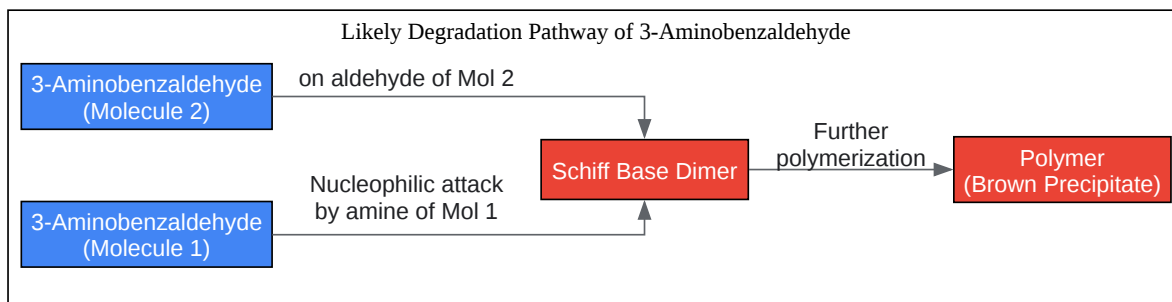 Likely Degradation Pathway of 3-Aminobenzaldehyde
3-Aminobenzaldehyde
(Molecule 2)
on aldehyde of Mol 2
Schiff Base Dimer
Further
polymerization
Polymer
(Brown Precipitate)
Nucleophilic attack
by amine of Mol 1
3-Aminobenzaldehyde
(Molecule 1)